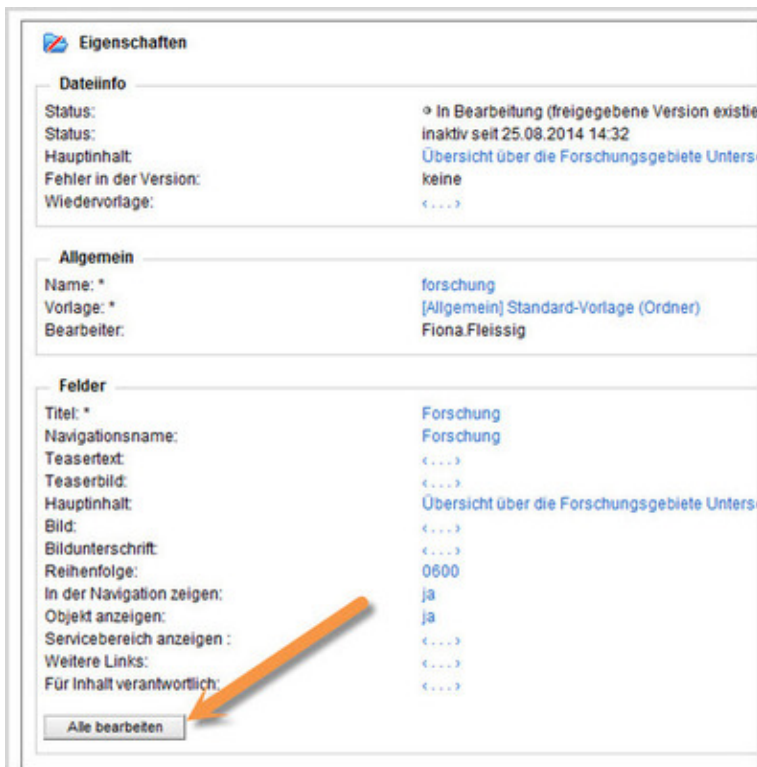 Eigenschaften
Dateiinfo
Status: In Bearbeitung (freigegebene Version existie
Status: inaktiv seit 25.08.2014 14:32
Hauptinhalt: Übersicht über die Forschungsgebiete Unters
Fehler in der Version: keine
Wiedervorlage: ‹ . . . ›
Allgemein
Name: * forschung
Vorlage: * [Allgemein] Standard-Vorlage (Ordner)
Bearbeiter: Fiona.Fleissig
Felder
Titel: * Forschung
Navigationsname: Forschung
Teasertext: ‹ . . . ›
Teaserbild: ‹ . . . ›
Hauptinhalt: Übersicht über die Forschungsgebiete Unters
Bild: ‹ . . . ›
Bildunterschrift: ‹ . . . ›
Reihenfolge: 0600
In der Navigation zeigen: ja
Objekt anzeigen: ja
Servicebereich anzeigen : ‹ . . . ›
Weitere Links: ‹ . . . ›
Für Inhalt verantwortlich: ‹ . . . ›
Alle bearbeiten